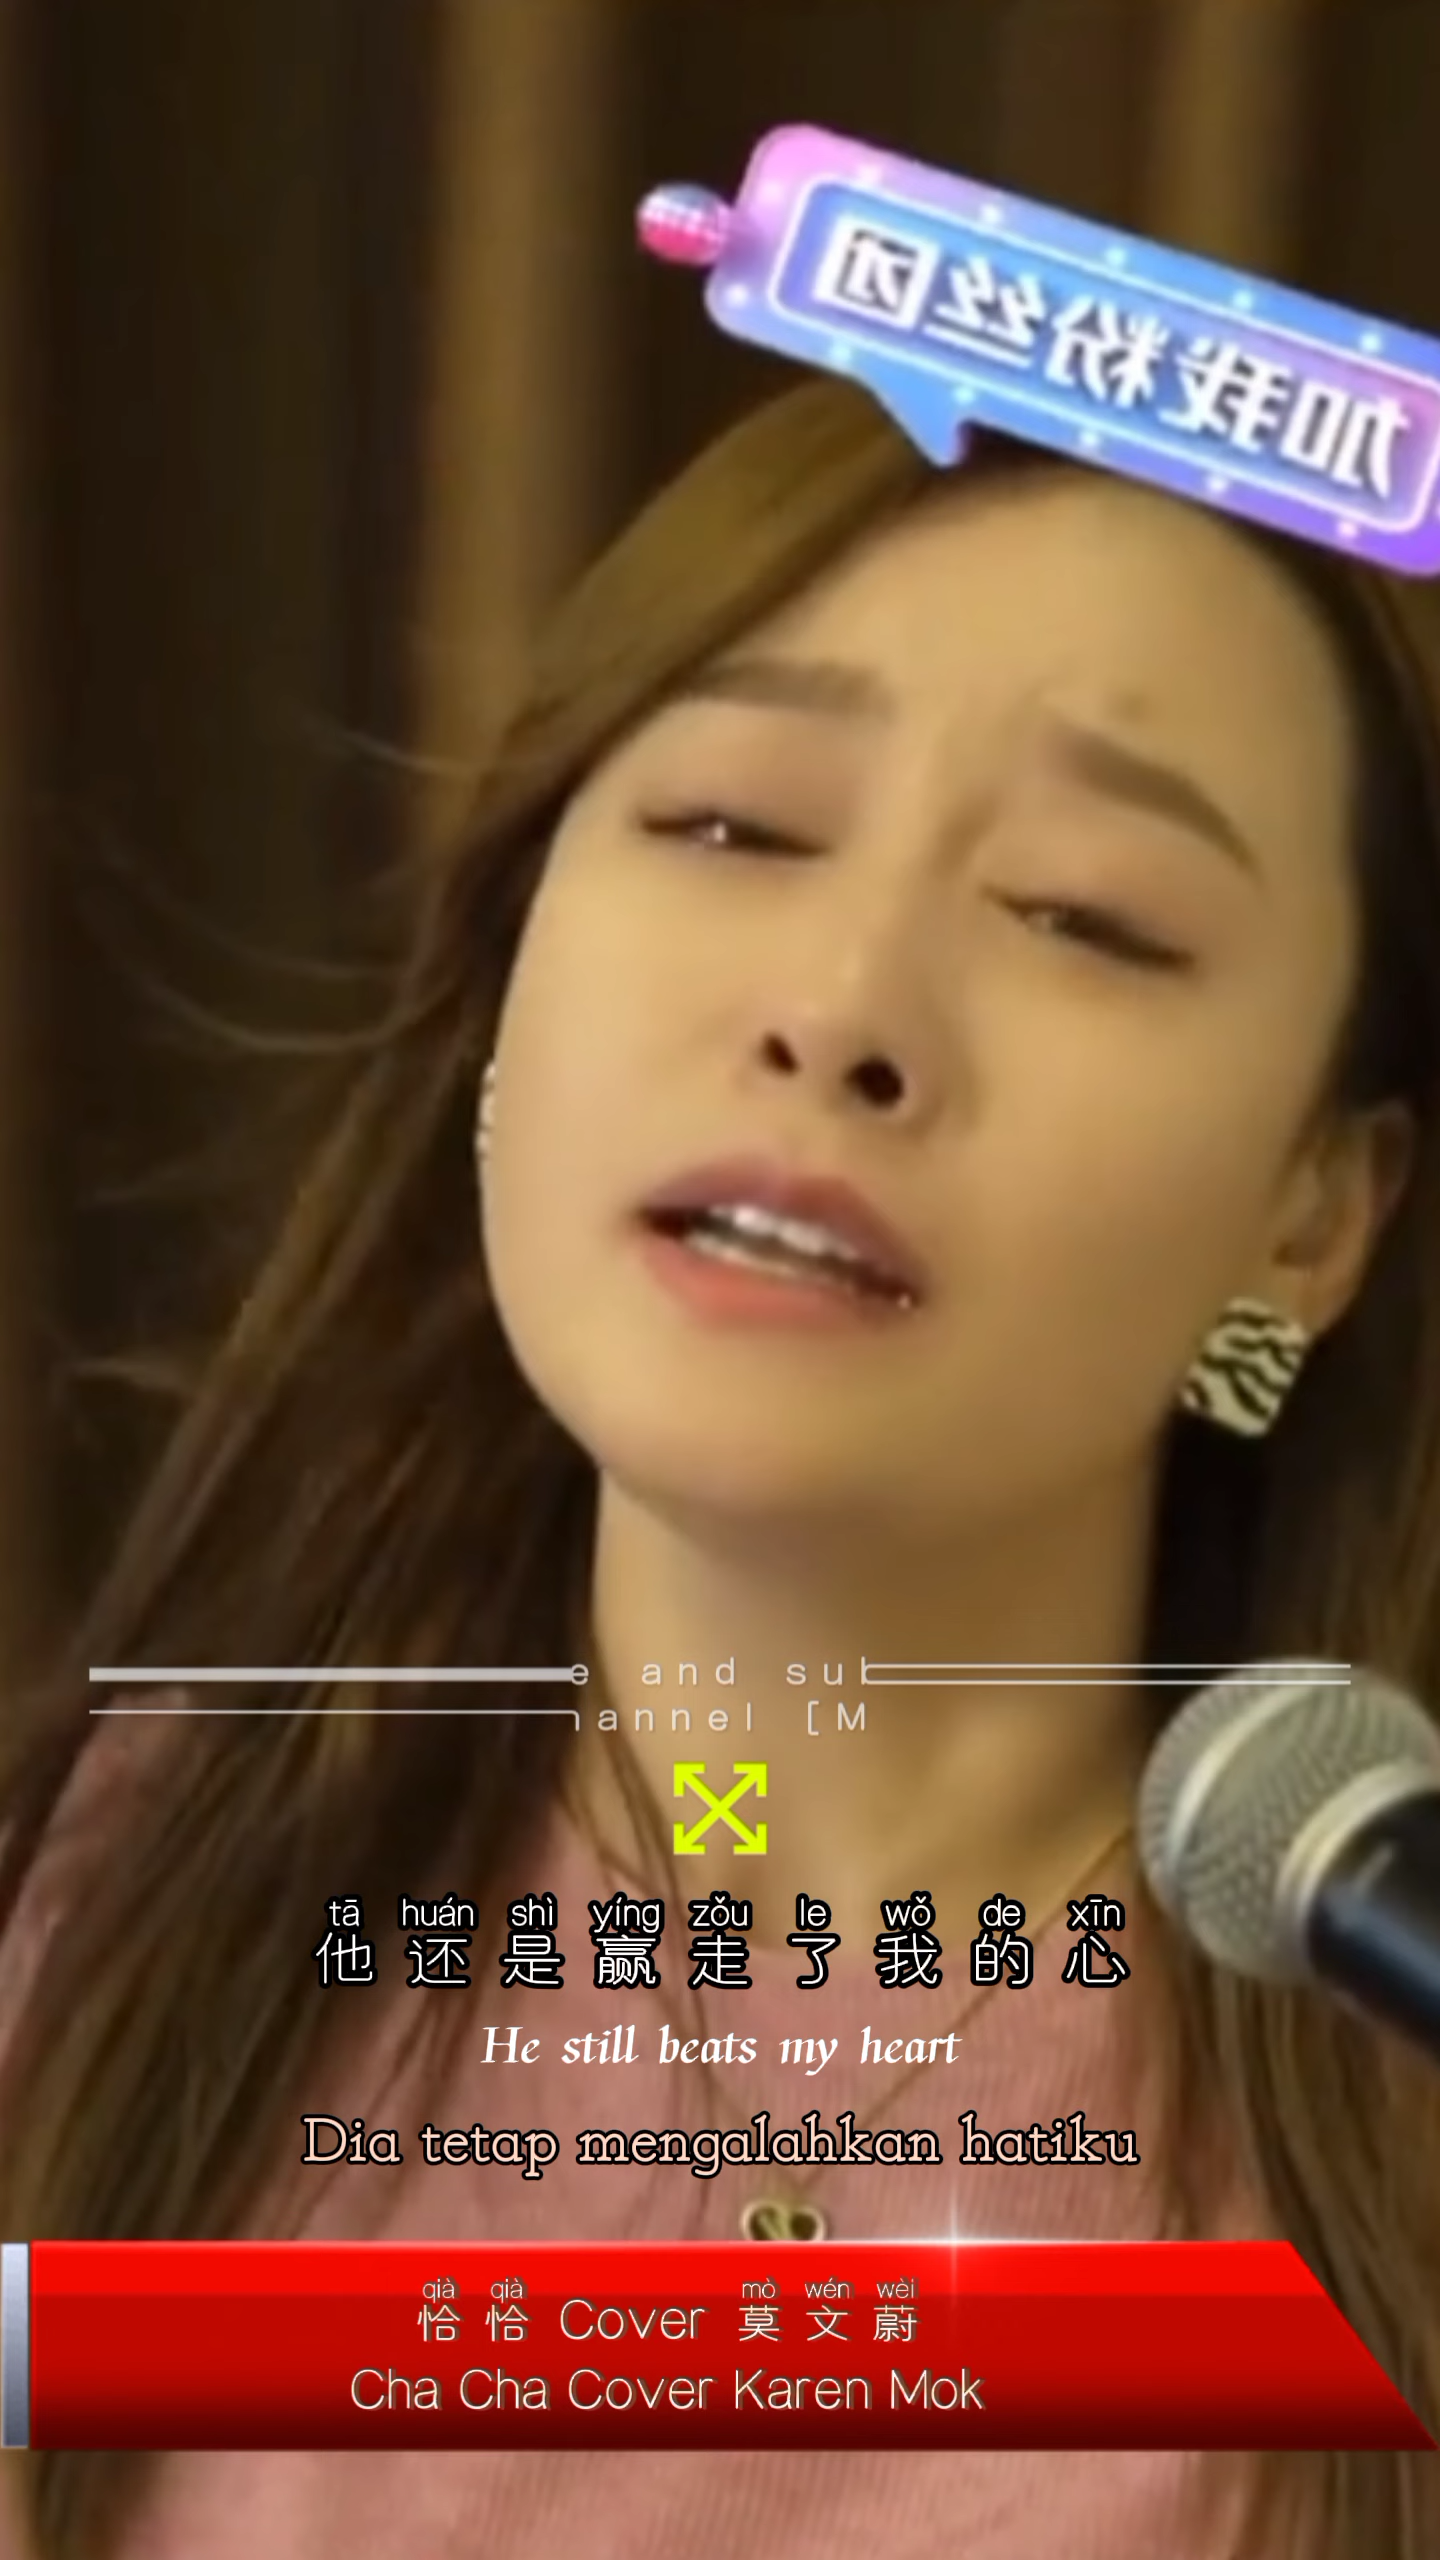 加我粉丝团
e and sub
hannel [M
tā huán shì yíng zǒu le wǒ de xīn
他还是赢走了我的心
He still beats my heart
Dia tetap mengalahkan hatiku
qià qià mò wén wèi
恰恰 Cover 莫文蔚
Cha Cha Cover Karen Mok